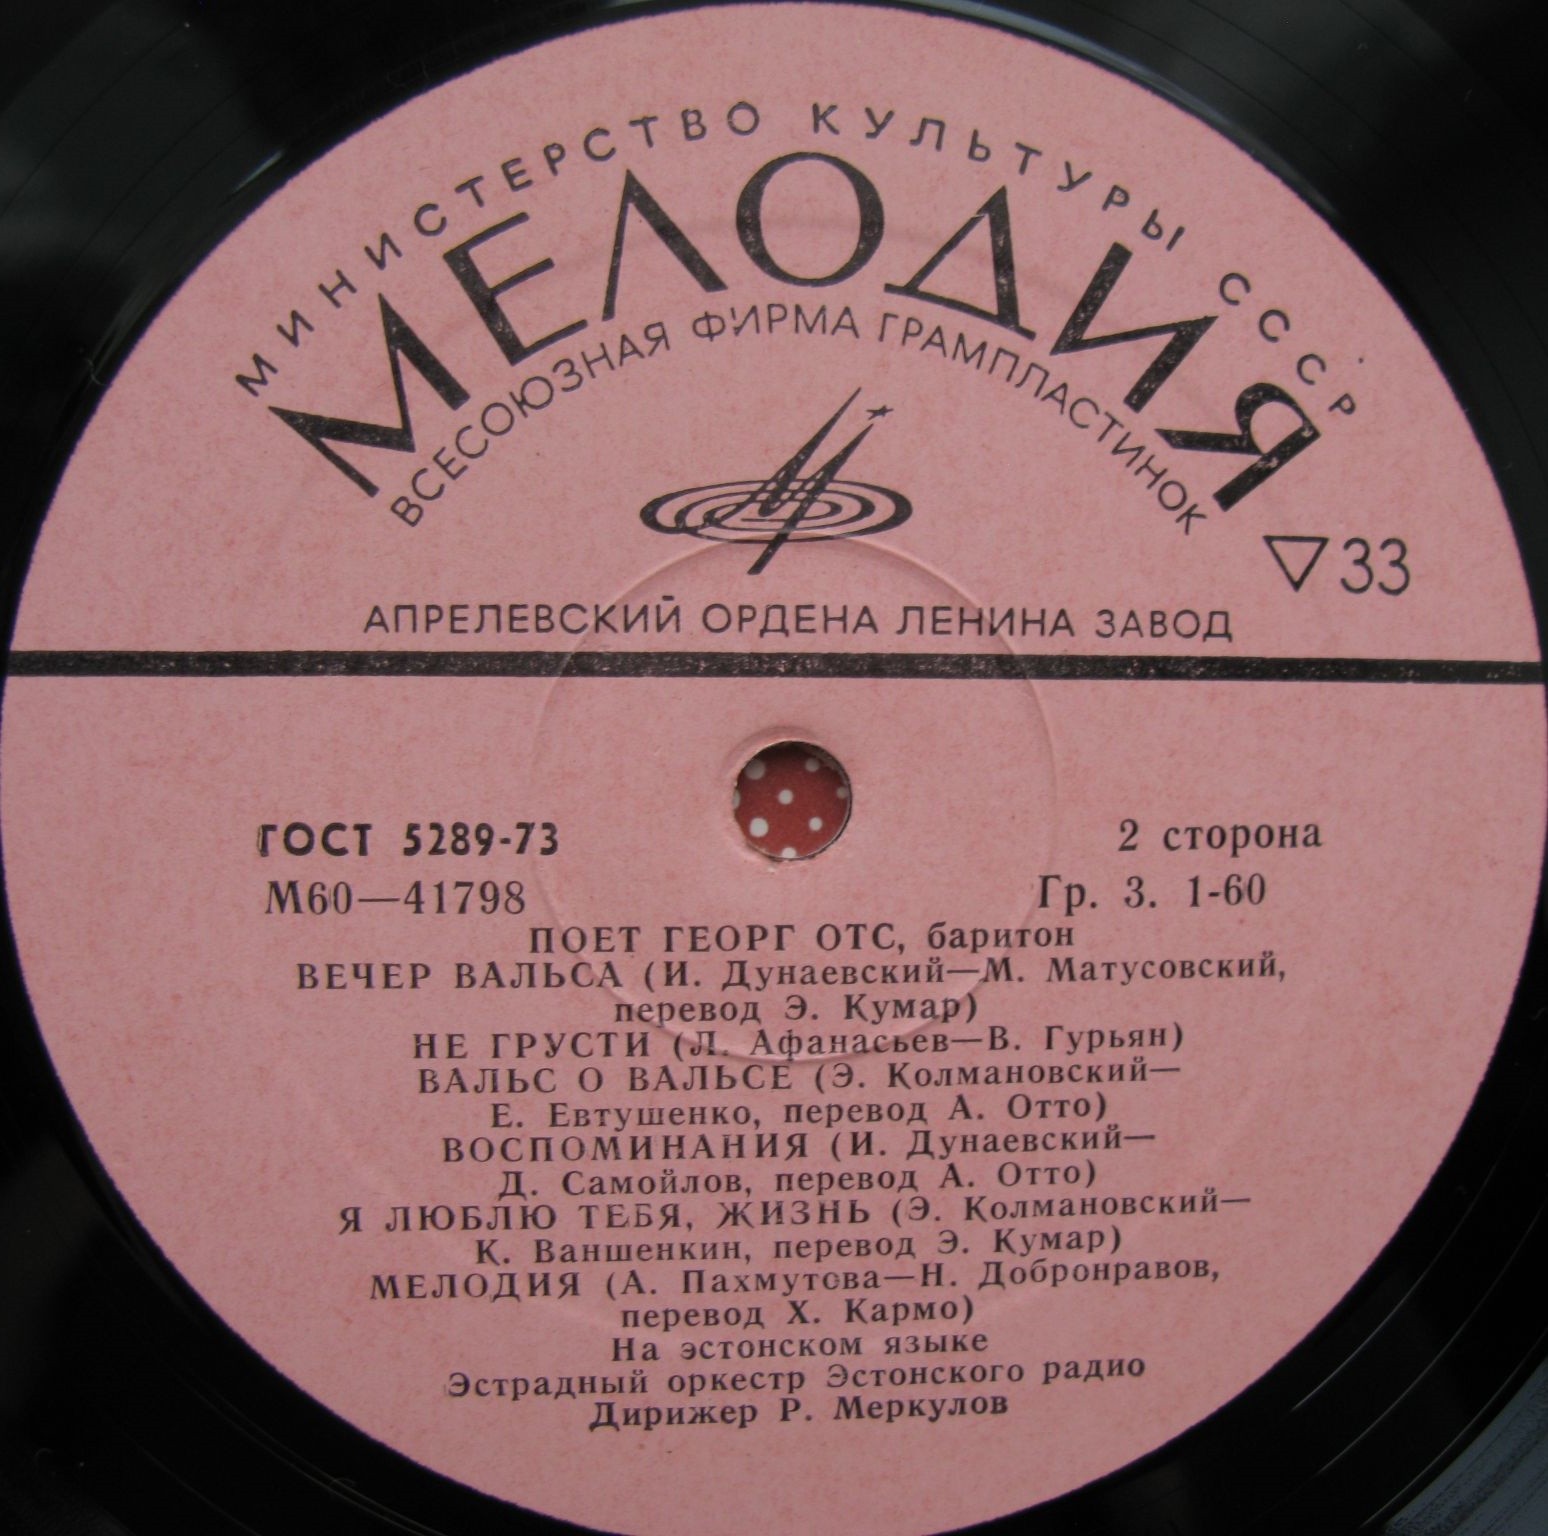 МИНИСТЕРСТВО КУЛЬТУРЫ СССР
МЕЛОДИЯ
ВСЕСОЮЗНАЯ ФИРМА ГРАМПЛАСТИНОК
▽33
АПРЕЛЕВСКИЙ ОРДЕНА ЛЕНИНА ЗАВОД
ГОСТ 5289-73
2 сторона
М60—41798
Гр. 3. 1-60
ПОЕТ ГЕОРГ ОТС, баритон
ВЕЧЕР ВАЛЬСА (И. Дунаевский—М. Матусовский,
перевод Э. Кумар)
НЕ ГРУСТИ (Л. Афанасьев—В. Гурьян)
ВАЛЬС О ВАЛЬСЕ (Э. Колмановский—
Е. Евтушенко, перевод А. Отто)
ВОСПОМИНАНИЯ (И. Дунаевский—
Д. Самойлов, перевод А. Отто)
Я ЛЮБЛЮ ТЕБЯ, ЖИЗНЬ (Э. Колмановский—
К. Ваншенкин, перевод Э. Кумар)
МЕЛОДИЯ (А. Пахмутова—Н. Добронравов,
перевод Х. Кармо)
На эстонском языке
Эстрадный оркестр Эстонского радио
Дирижер Р. Меркулов